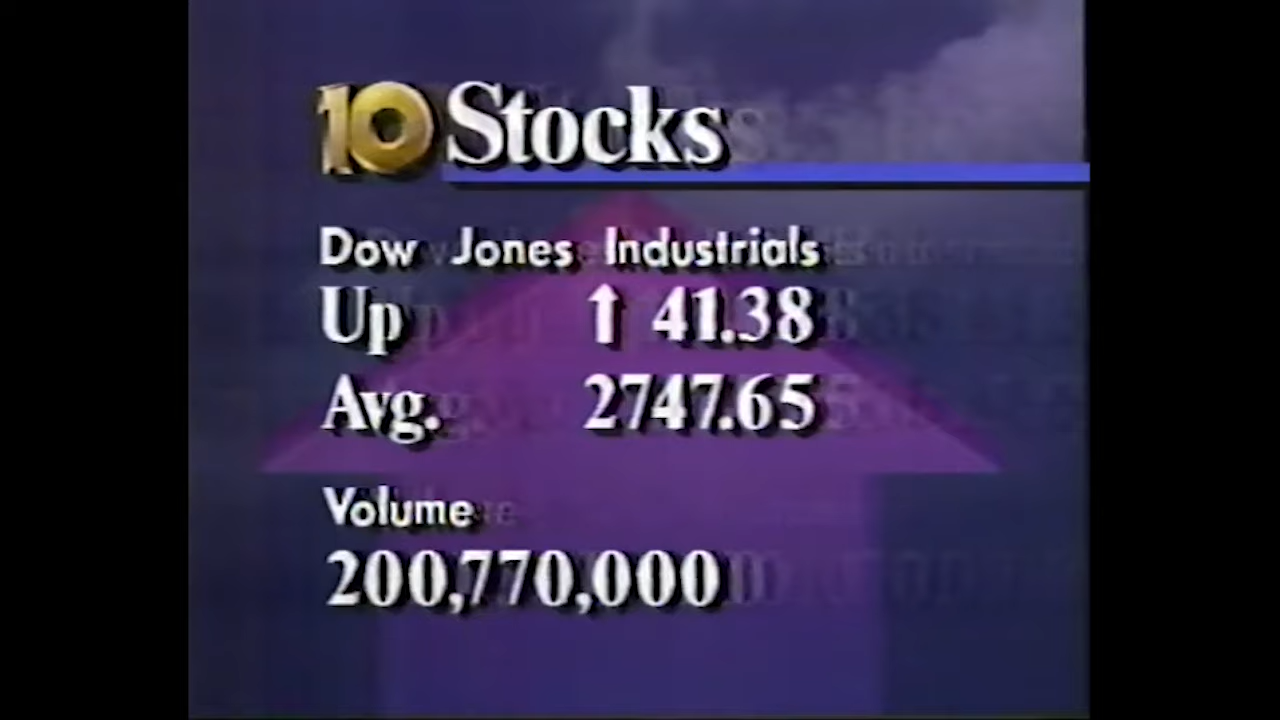 10 Stocks
Dow Jones Industrials
Up ↑ 41.38
Avg. 2747.65
Volume
200,770,000